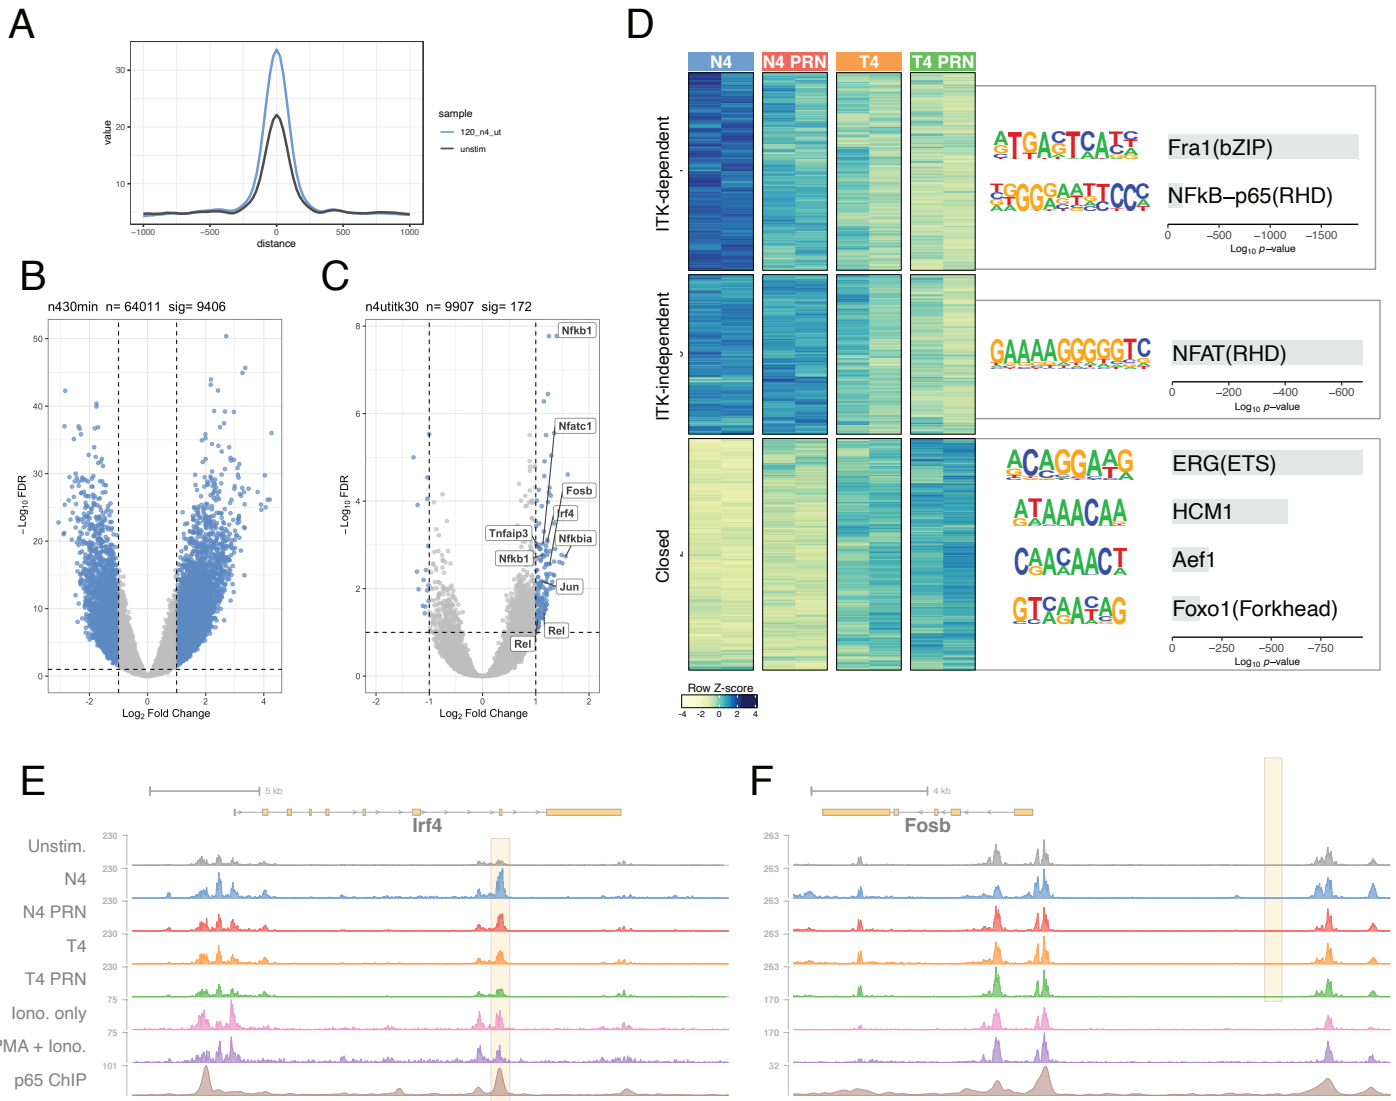 A
30
20
10
value
−1000
−500
0
500
1000
distance
sample
120_n4_ut
unstim
B
n430min n= 64011 sig= 9406
50
40
30
20
10
0
−Log10 FDR
−2
0
2
4
Log2 Fold Change
C
n4utitk30 n= 9907 sig= 172
8
6
4
2
0
−Log10 FDR
Nfkb1
Nfatc1
Fosb
Irf4
Tnfaip3
Nfkbia
Nfkb1
Jun
Rel
Rel
−2
−1
0
1
2
Log2 Fold Change
D
N4
N4 PRN
T4
T4 PRN
ITK-dependent
ITK-independent
Closed
Fra1(bZIP)
NFkB−p65(RHD)
0
−500
−1000
−1500
Log10 p−value
NFAT(RHD)
0
−200
−400
−600
Log10 p−value
ERG(ETS)
HCM1
Aef1
Foxo1(Forkhead)
0
−250
−500
−750
Log10 p−value
Row Z-score
-4
-2
0
2
4
E
5 kb
Irf4
Unstim.
230
N4
230
N4 PRN
230
T4
230
T4 PRN
230
Iono. only
75
PMA + Iono.
75
p65 ChIP
101
F
4 kb
Fosb
263
263
263
263
263
170
170
32